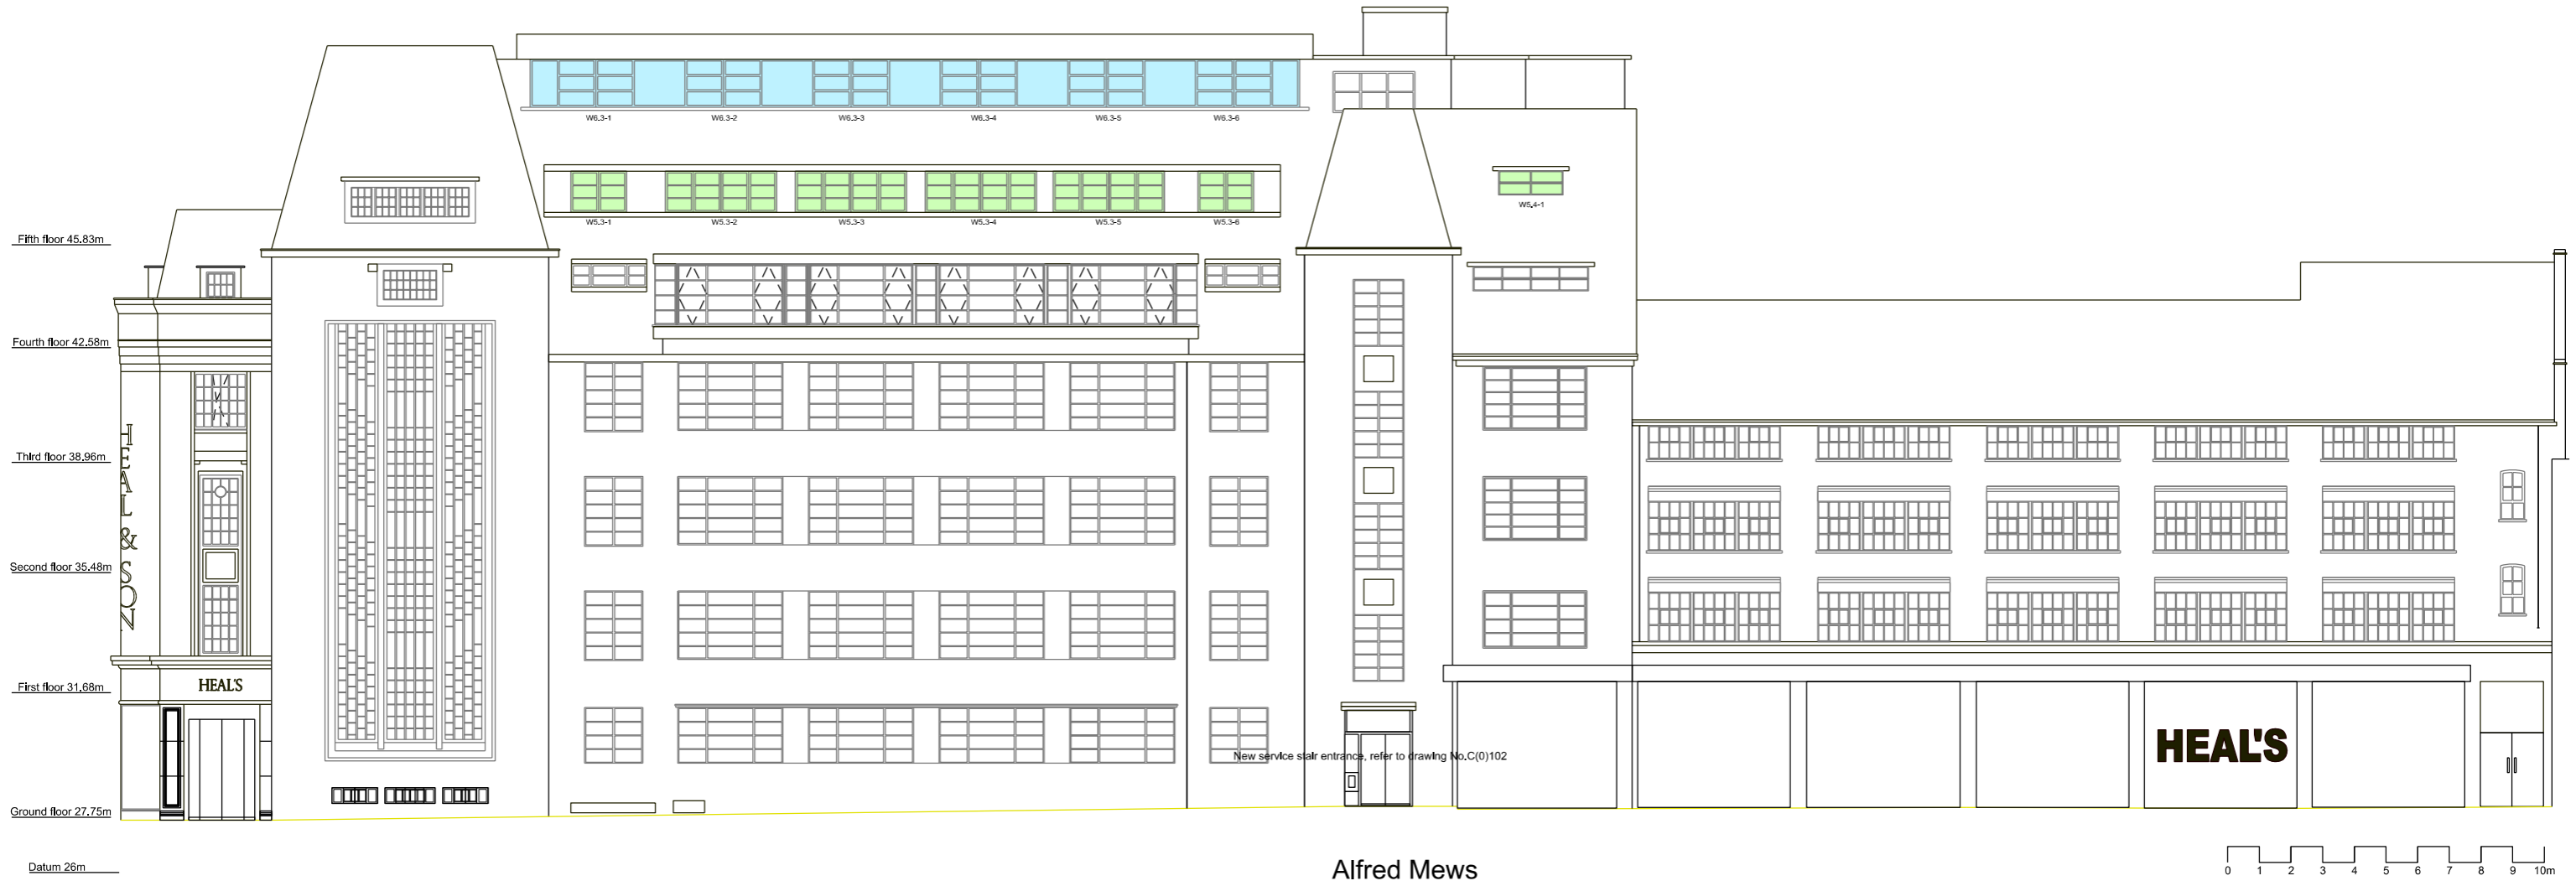 W6.3-1 W6.3-2 W6.3-3 W6.3-4 W6.3-5 W6.3-6
W5.4-1
W5.3-1 W5.3-2 W5.3-3 W5.3-4 W5.3-5 W5.3-6
Fifth floor 45.83m
Fourth floor 42.58m
Third floor 38.96m
HEAL & SON
Second floor 35.48m
First floor 31.68m
HEAL'S
HEAL'S
New service stair entrance, refer to drawing No.C(0)102
Ground floor 27.75m
Datum 26m
Alfred Mews
0 1 2 3 4 5 6 7 8 9 10m